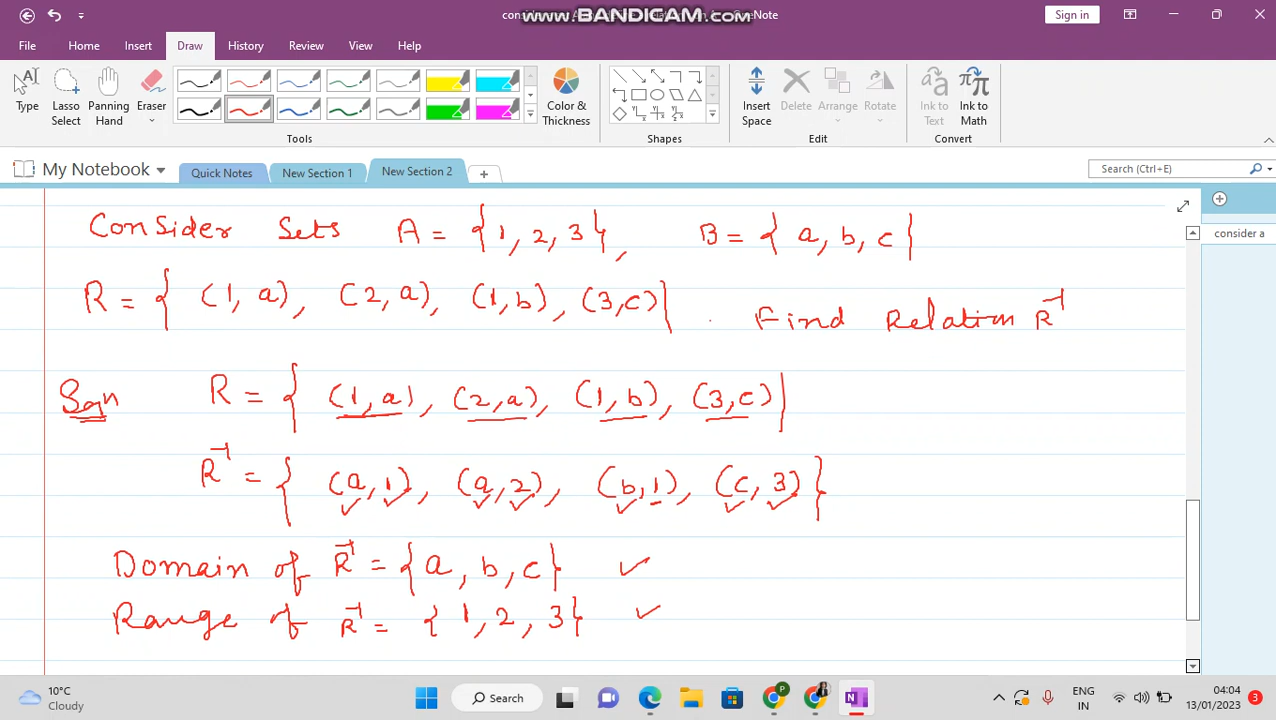 www.BANDICAM.com
Sign in
File Home Insert Draw History Review View Help
Type Lasso Select Panning Hand Eraser Color & Thickness Insert Space Delete Arrange Rotate Ink to Text Ink to Math
Tools Shapes Edit Convert
My Notebook Quick Notes New Section 1 New Section 2 Search (Ctrl+E)
consider a
Consider Sets A = {1, 2, 3}, B = {a, b, c}
R = { (1, a), (2, a), (1, b), (3, c)} . Find Relation R⁻¹
Soln R = { (1, a), (2, a), (1, b), (3, c)}
R⁻¹ = { (a, 1), (a, 2), (b, 1), (c, 3)}
Domain of R⁻¹ = {a, b, c} ✓
Range of R⁻¹ = {1, 2, 3} ✓
10°C
Cloudy
Search
ENG
IN
04:04
13/01/2023
3